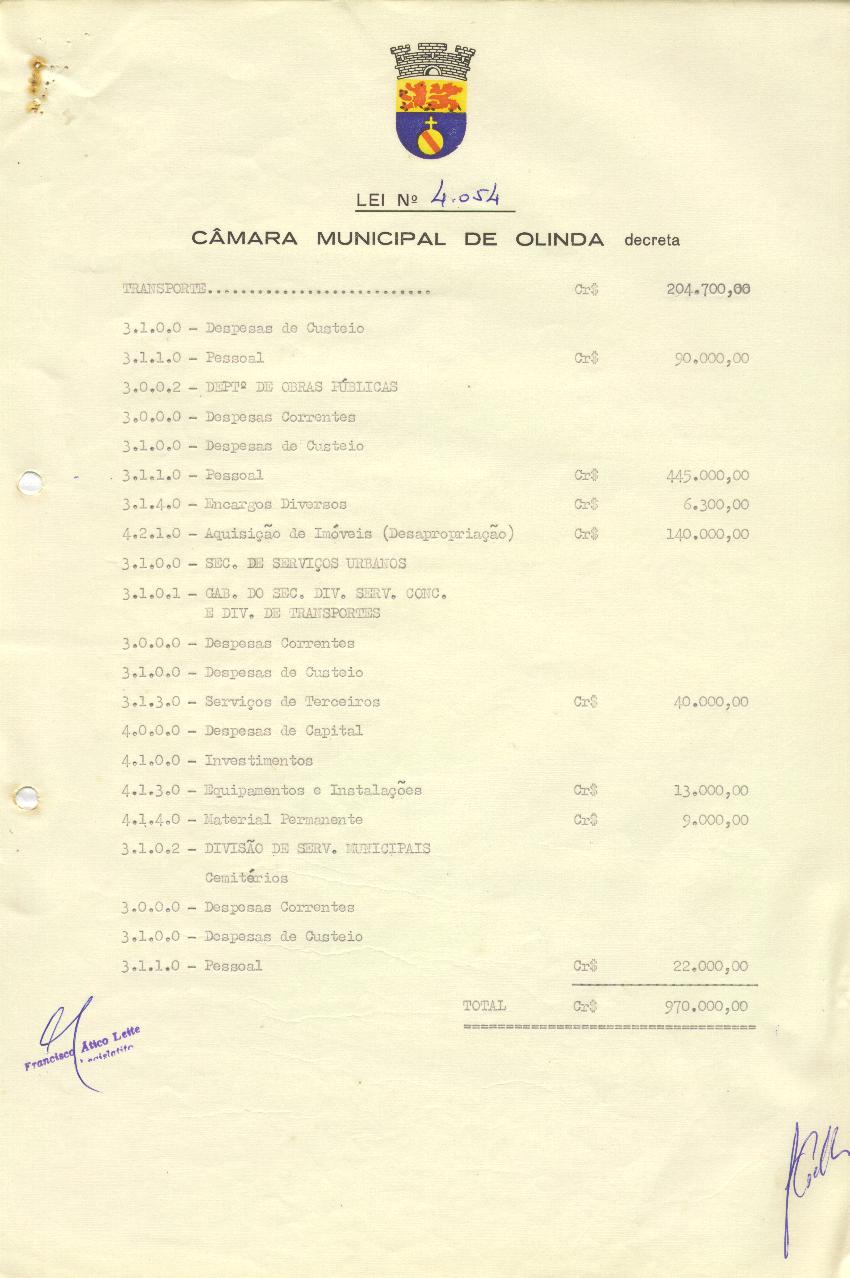 LEI Nº 4.054
CÂMARA MUNICIPAL DE OLINDA decreta
TRANSPORTE.......................... Cr$ 204.700,00
3.1.0.0 - Despesas de Custeio
3.1.1.0 - Pessoal Cr$ 90.000,00
3.0.0.2 - DEPTº DE OBRAS PÚBLICAS
3.0.0.0 - Despesas Correntes
3.1.0.0 - Despesas de Custeio
3.1.1.0 - Pessoal Cr$ 445.000,00
3.1.4.0 - Encargos Diversos Cr$ 6.300,00
4.2.1.0 - Aquisição de Imóveis (Desapropriação) Cr$ 140.000,00
3.1.0.0 - SEC. DE SERVIÇOS URBANOS
3.1.0.1 - GAB. DO SEC. DIV. SERV. CONC.
E DIV. DE TRANSPORTES
3.0.0.0 - Despesas Correntes
3.1.0.0 - Despesas de Custeio
3.1.3.0 - Serviços de Terceiros Cr$ 40.000,00
4.0.0.0 - Despesas de Capital
4.1.0.0 - Investimentos
4.1.3.0 - Equipamentos e Instalações Cr$ 13.000,00
4.1.4.0 - Material Permanente Cr$ 9.000,00
3.1.0.2 - DIVISÃO DE SERV. MUNICIPAIS
Cemitérios
3.0.0.0 - Despesas Correntes
3.1.0.0 - Despesas de Custeio
3.1.1.0 - Pessoal Cr$ 22.000,00
TOTAL Cr$ 970.000,00
Francisco Ático Leite